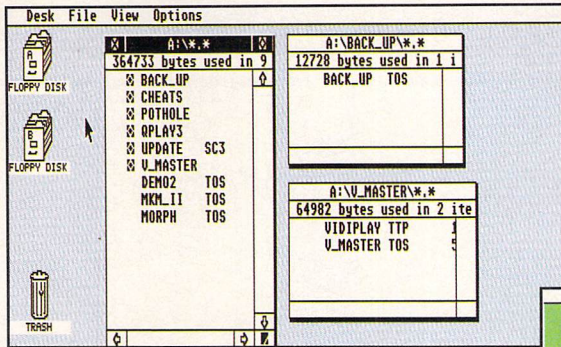 Desk File View Options
FLOPPY DISK
FLOPPY DISK
TRASH
A:\*.*
364733 bytes used in 9
BACK_UP
CHEATS
POTHOLE
QPLAY3
UPDATE SC3
V_MASTER
DEMO2 TOS
MKM_II TOS
MORPH TOS
A:\BACK_UP\*.*
12728 bytes used in 1 i
BACK_UP TOS
A:\V_MASTER\*.*
64982 bytes used in 2 ite
VIDIPLAY TTP 1
V_MASTER TOS 5